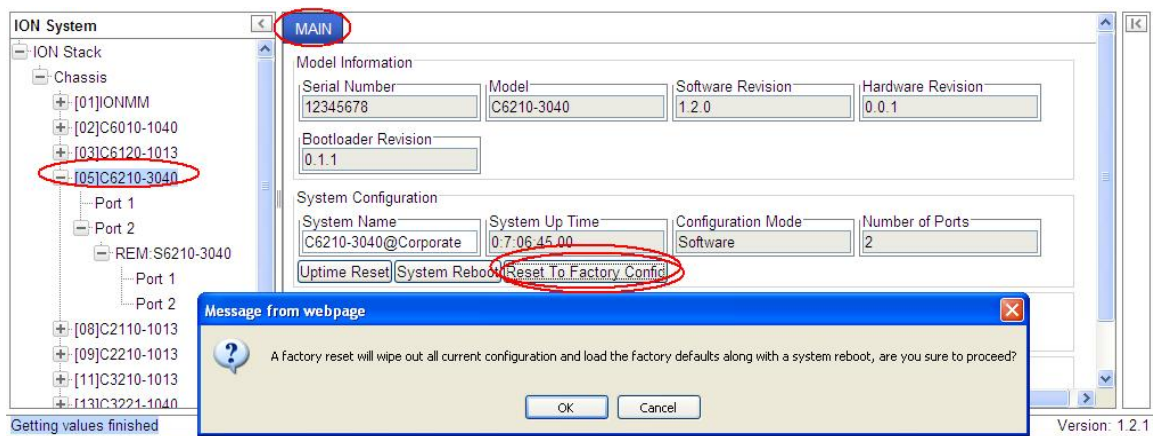 ION System
ION Stack
Chassis
[01]IONMM
[02]C6010-1040
[03]C6120-1013
[05]C6210-3040
Port 1
Port 2
REM:S6210-3040
Port 1
Port 2
[08]C2110-1013
[09]C2210-1013
[11]C3210-1013
[13]C3221-1040
MAIN
Model Information
Serial Number Model Software Revision Hardware Revision
12345678 C6210-3040 1.2.0 0.0.1
Bootloader Revision
0.1.1
System Configuration
System Name System Up Time Configuration Mode Number of Ports
C6210-3040@Corporate 0:7:06:45.00 Software 2
Uptime Reset System Reboot Reset To Factory Config
Message from webpage
A factory reset will wipe out all current configuration and load the factory defaults along with a system reboot, are you sure to proceed?
OK Cancel
Getting values finished Version: 1.2.1